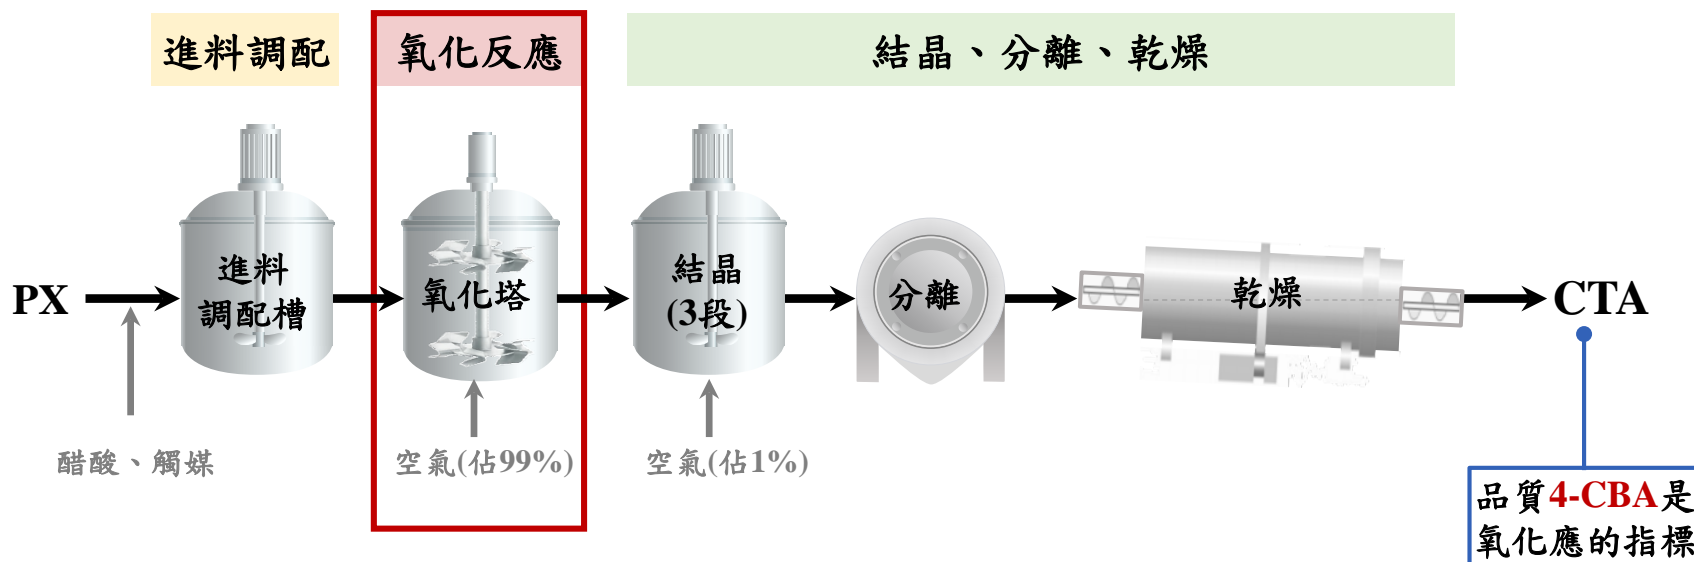 進料調配
氧化反應
結晶、分離、乾燥
PX
進料
調配槽
氧化塔
結晶
(3段)
分離
乾燥
CTA
醋酸、觸媒
空氣(佔99%)
空氣(佔1%)
品質4-CBA是
氧化應的指標